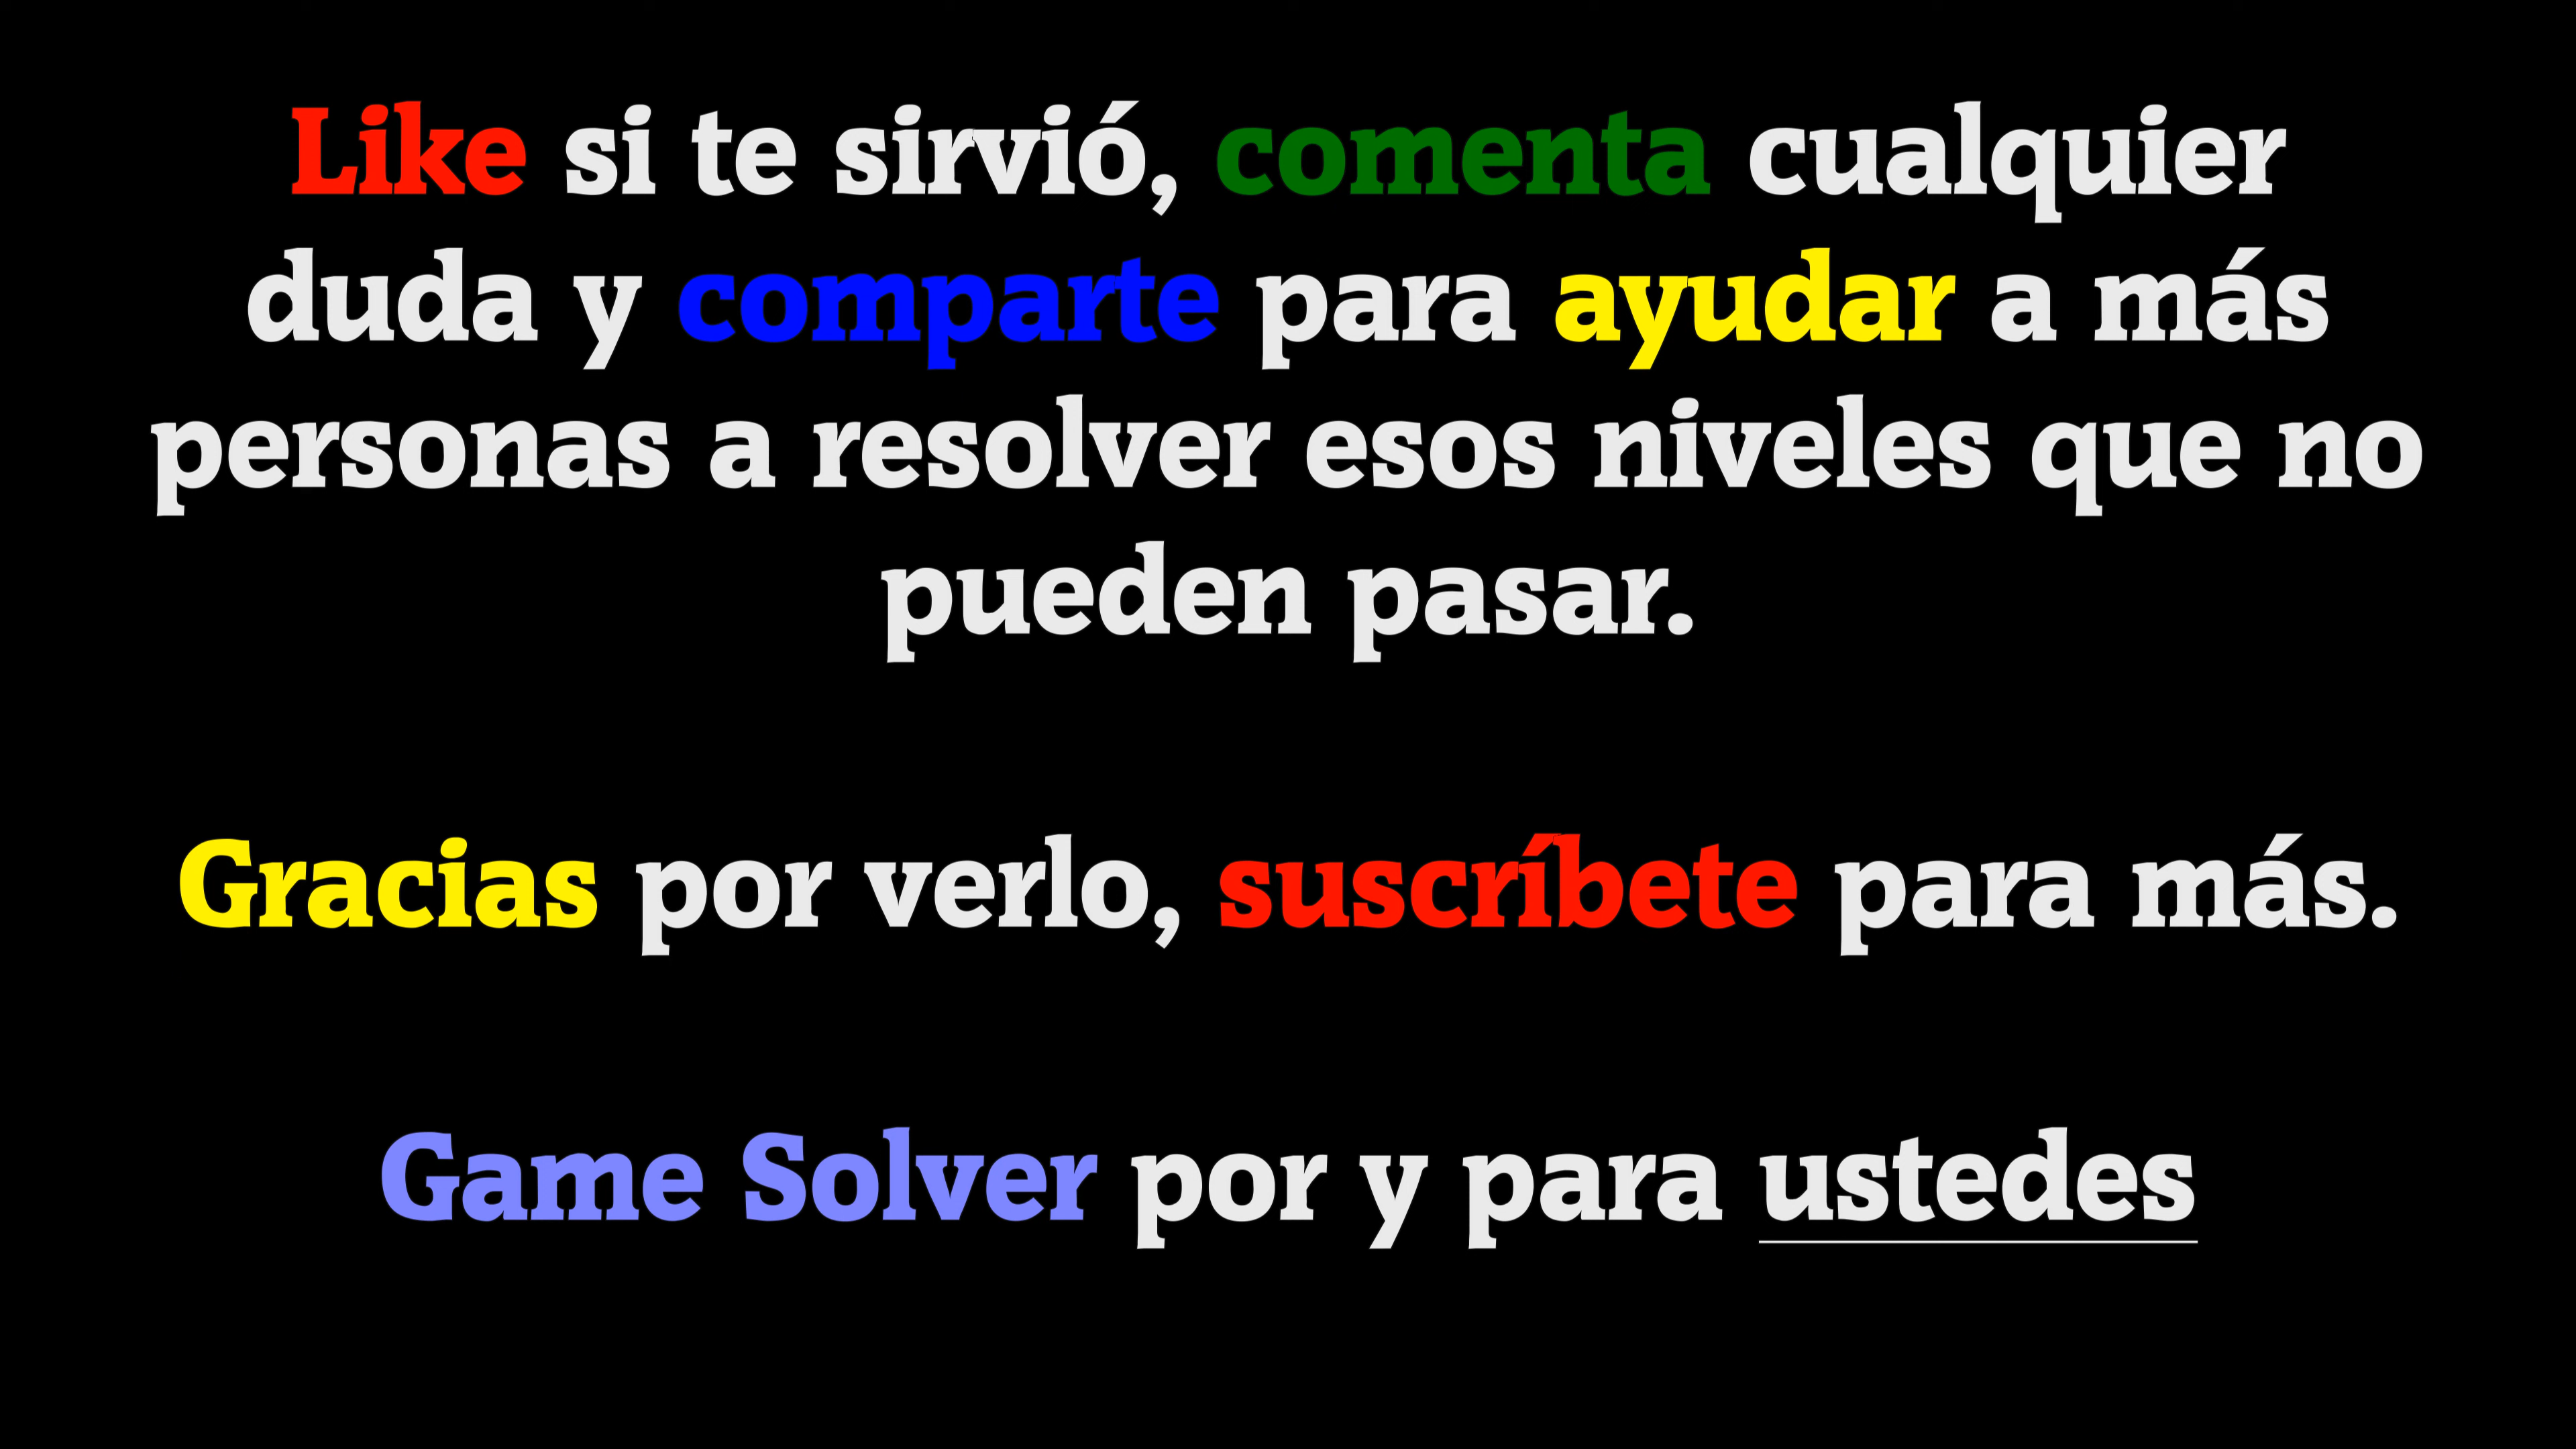 Like si te sirvió, comenta cualquier
duda y comparte para ayudar a más
personas a resolver esos niveles que no
pueden pasar.
Gracias por verlo, suscríbete para más.
Game Solver por y para ustedes